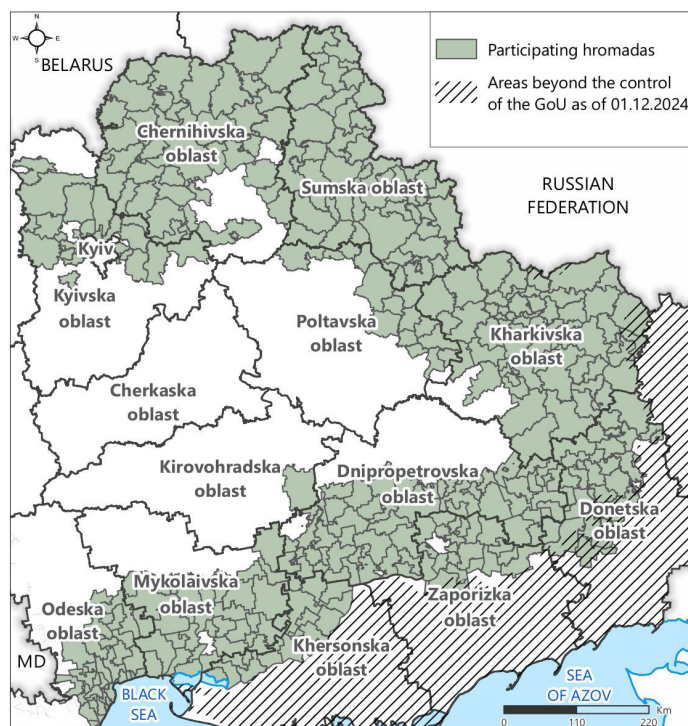 N
W E
S
BELARUS
Participating hromadas
Areas beyond the control
of the GoU as of 01.12.2024
Chernihivska
oblast
Sumska oblast
RUSSIAN
FEDERATION
Kyiv
Kyivska
oblast
Poltavska
oblast
Kharkivska
oblast
Cherkaska
oblast
Kirovohradska
oblast
Dnipropetrovska
oblast
Donetska
oblast
Mykolaivska
oblast
Odeska
oblast
Zaporizka
oblast
Khersonska
oblast
MD
BLACK
SEA
SEA
OF AZOV
Km
0 110 220